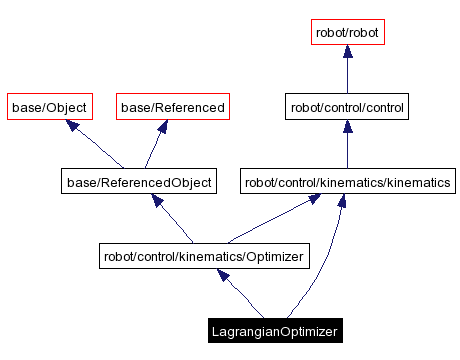 robot/robot
base/Object
base/Referenced
robot/control/control
base/ReferencedObject
robot/control/kinematics/kinematics
robot/control/kinematics/Optimizer
LagrangianOptimizer